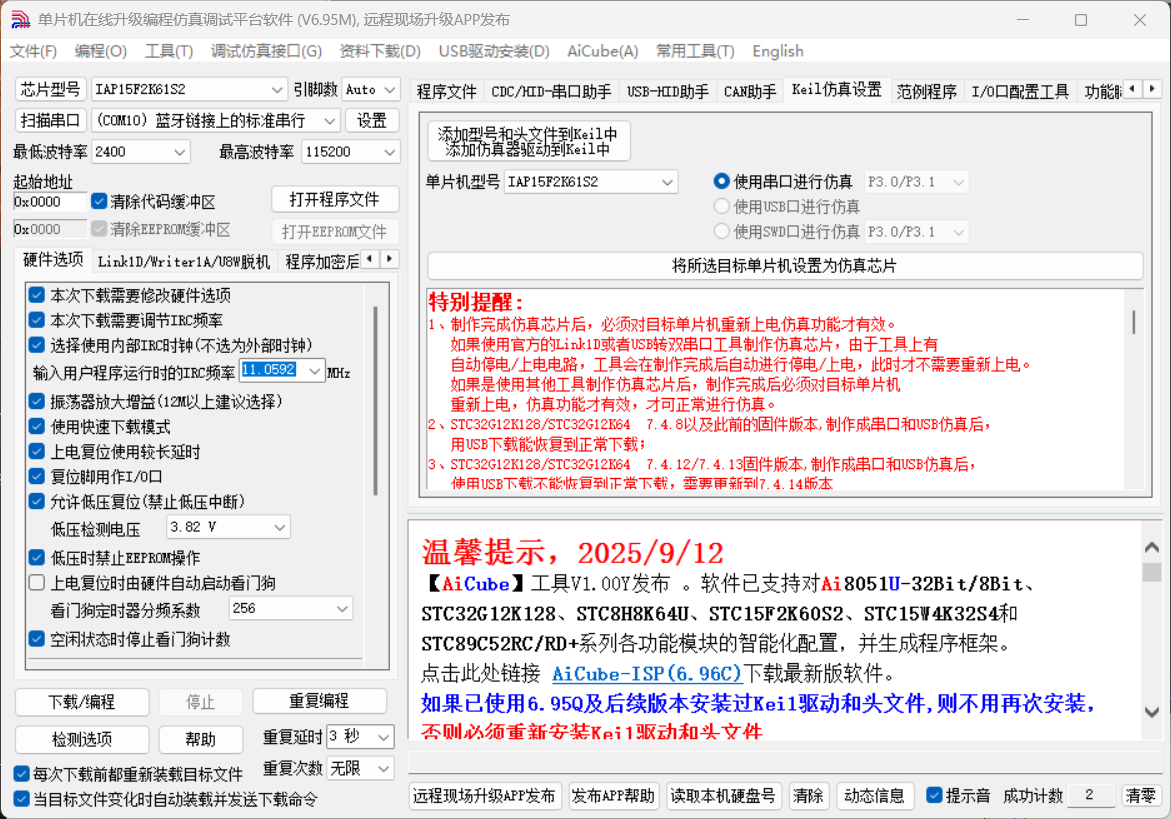 单片机在线升级编程仿真调试平台软件 (V6.95M), 远程现场升级APP发布
文件(F) 编程(O) 工具(T) 调试仿真接口(G) 资料下载(D) USB驱动安装(D) AiCube(A) 常用工具(T) English
芯片型号 IAP15F2K61S2 引脚数 Auto
扫描串口 (COM10) 蓝牙链接上的标准串行 设置
最低波特率 2400 最高波特率 115200
起始地址
0x0000 清除代码缓冲区 打开程序文件
0x0000 清除EEPROM缓冲区 打开EEPROM文件
硬件选项 Link1D/Writer1A/U8W脱机 程序加密后
本次下载需要修改硬件选项
本次下载需要调节IRC频率
选择使用内部IRC时钟(不选为外部时钟)
输入用户程序运行时的IRC频率 11.0592 MHz
振荡器放大增益(12M以上建议选择)
使用快速下载模式
上电复位使用较长延时
复位脚用作I/O口
允许低压复位(禁止低压中断)
低压检测电压 3.82 V
低压时禁止EEPROM操作
上电复位时由硬件自动启动看门狗
看门狗定时器分频系数 256
空闲状态时停止看门狗计数
下载/编程 停止 重复编程
检测选项 帮助 重复延时 3 秒
每次下载前都重新装载目标文件 重复次数 无限
当目标文件变化时自动装载并发送下载命令
程序文件 CDC/HID-串口助手 USB-HID助手 CAN助手 Keil仿真设置 范例程序 I/O口配置工具
添加型号和头文件到Keil中
添加仿真器驱动到Keil中
单片机型号 IAP15F2K61S2 使用串口进行仿真 P3.0/P3.1
使用USB口进行仿真
使用SWD口进行仿真 P3.0/P3.1
将所选目标单片机设置为仿真芯片
特别提醒：
1、制作完成仿真芯片后，必须对目标单片机重新上电仿真功能才有效。
如果使用官方的Link1D或者USB转双串口工具制作仿真芯片，由于工具上有
自动停电/上电电路，工具会在制作完成后自动进行停电/上电，此时才不需要重新上电。
如果是使用其他工具制作仿真芯片后，制作完成后必须对目标单片机
重新上电，仿真功能才有效，才可正常进行仿真。
2、STC32G12K128/STC32G12K64 7.4.8以及此前的固件版本,制作成串口和USB仿真后，
用USB下载能恢复到正常下载；
3、STC32G12K128/STC32G12K64 7.4.12/7.4.13固件版本,制作成串口和USB仿真后，
使用USB下载不能恢复到正常下载，需要更新到7.4.14版本
温馨提示，2025/9/12
【AiCube】工具V1.00Y发布 。软件已支持对Ai8051U-32Bit/8Bit、
STC32G12K128、STC8H8K64U、STC15F2K60S2、STC15W4K32S4和
STC89C52RC/RD+系列各功能模块的智能化配置，并生成程序框架。
点击此处链接 AiCube-ISP(6.96C)下载最新版软件。
如果已使用6.95Q及后续版本安装过Keil驱动和头文件,则不用再次安装，
否则必须重新安装Keil驱动和头文件
远程现场升级APP发布 发布APP帮助 读取本机硬盘号 清除 动态信息 提示音 成功计数 2 清零